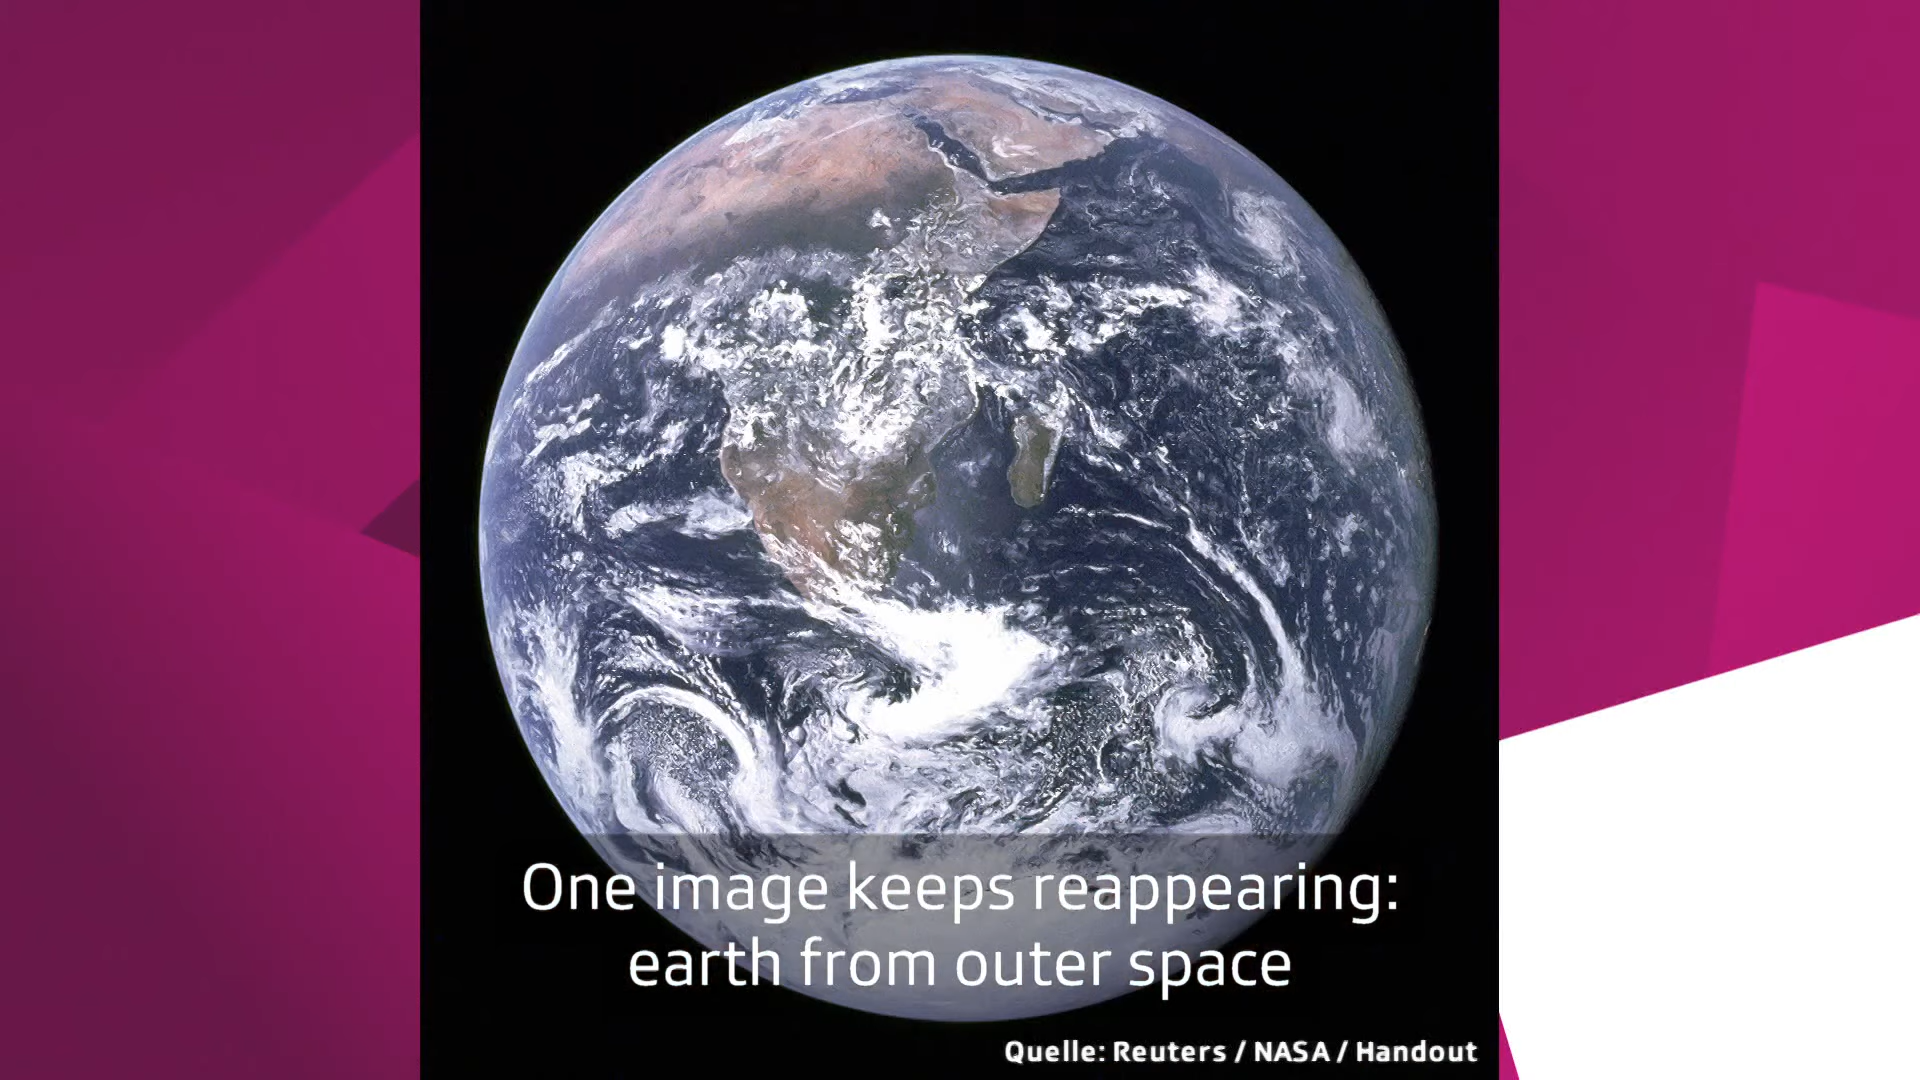 One image keeps reappearing:
earth from outer space
Quelle: Reuters / NASA / Handout